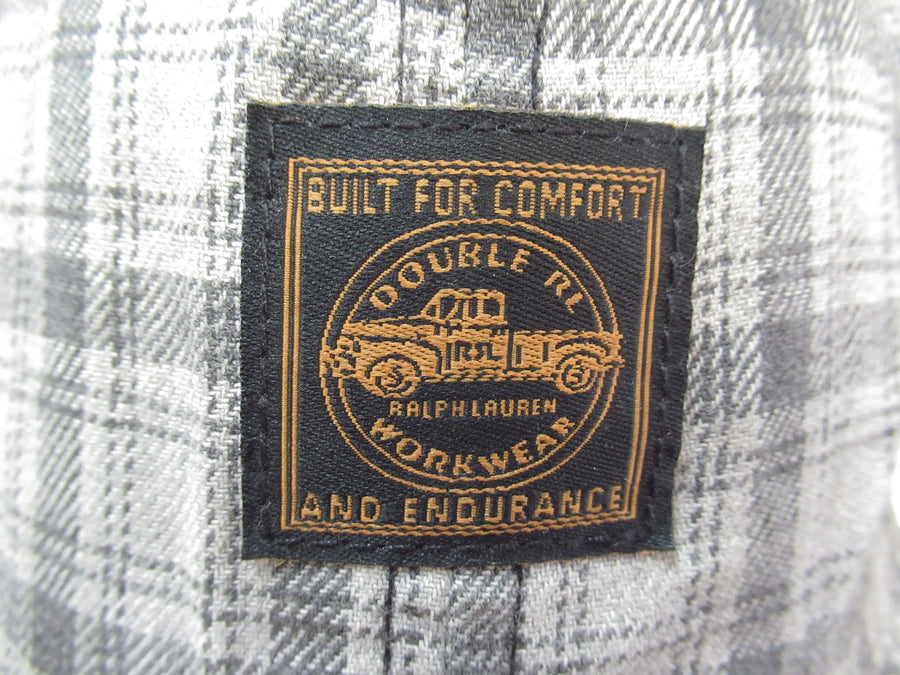 BUILT FOR COMFORT
DOUBLE RL
RRL
RALPH LAUREN
WORKWEAR
AND ENDURANCE